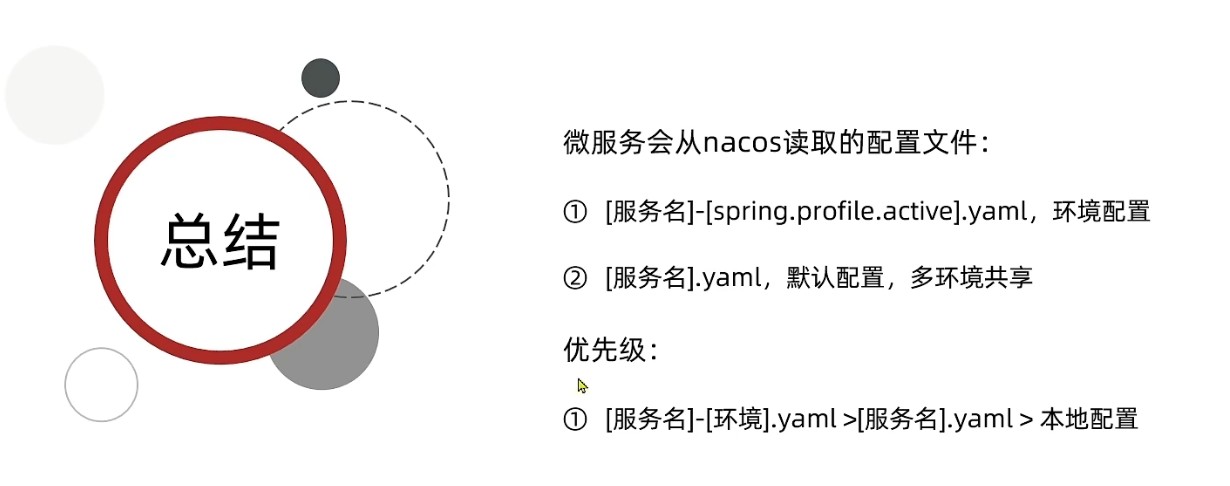 总结
微服务会从nacos读取的配置文件：
① [服务名]-[spring.profile.active].yaml，环境配置
② [服务名].yaml，默认配置，多环境共享
优先级：
① [服务名]-[环境].yaml >[服务名].yaml > 本地配置